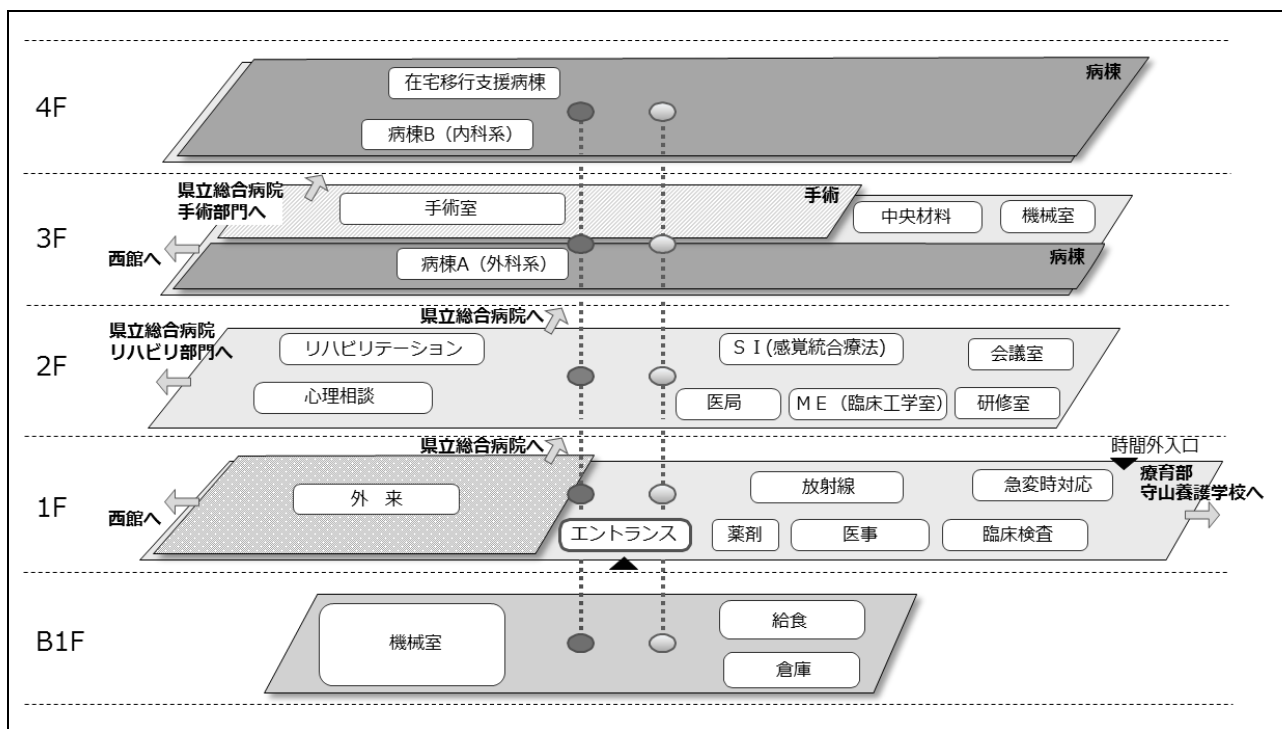 4F
病棟
在宅移行支援病棟
病棟B（内科系）
3F
県立総合病院
手術部門へ
手術
手術室
中央材料
機械室
西館へ
病棟A（外科系）
病棟
2F
県立総合病院へ
県立総合病院
リハビリ部門へ
リハビリテーション
ＳＩ(感覚統合療法)
会議室
心理相談
医局
ＭＥ（臨床工学室）
研修室
1F
県立総合病院へ
時間外入口
外　来
放射線
急変時対応
療育部
守山養護学校へ
西館へ
エントランス
薬剤
医事
臨床検査
B1F
機械室
給食
倉庫